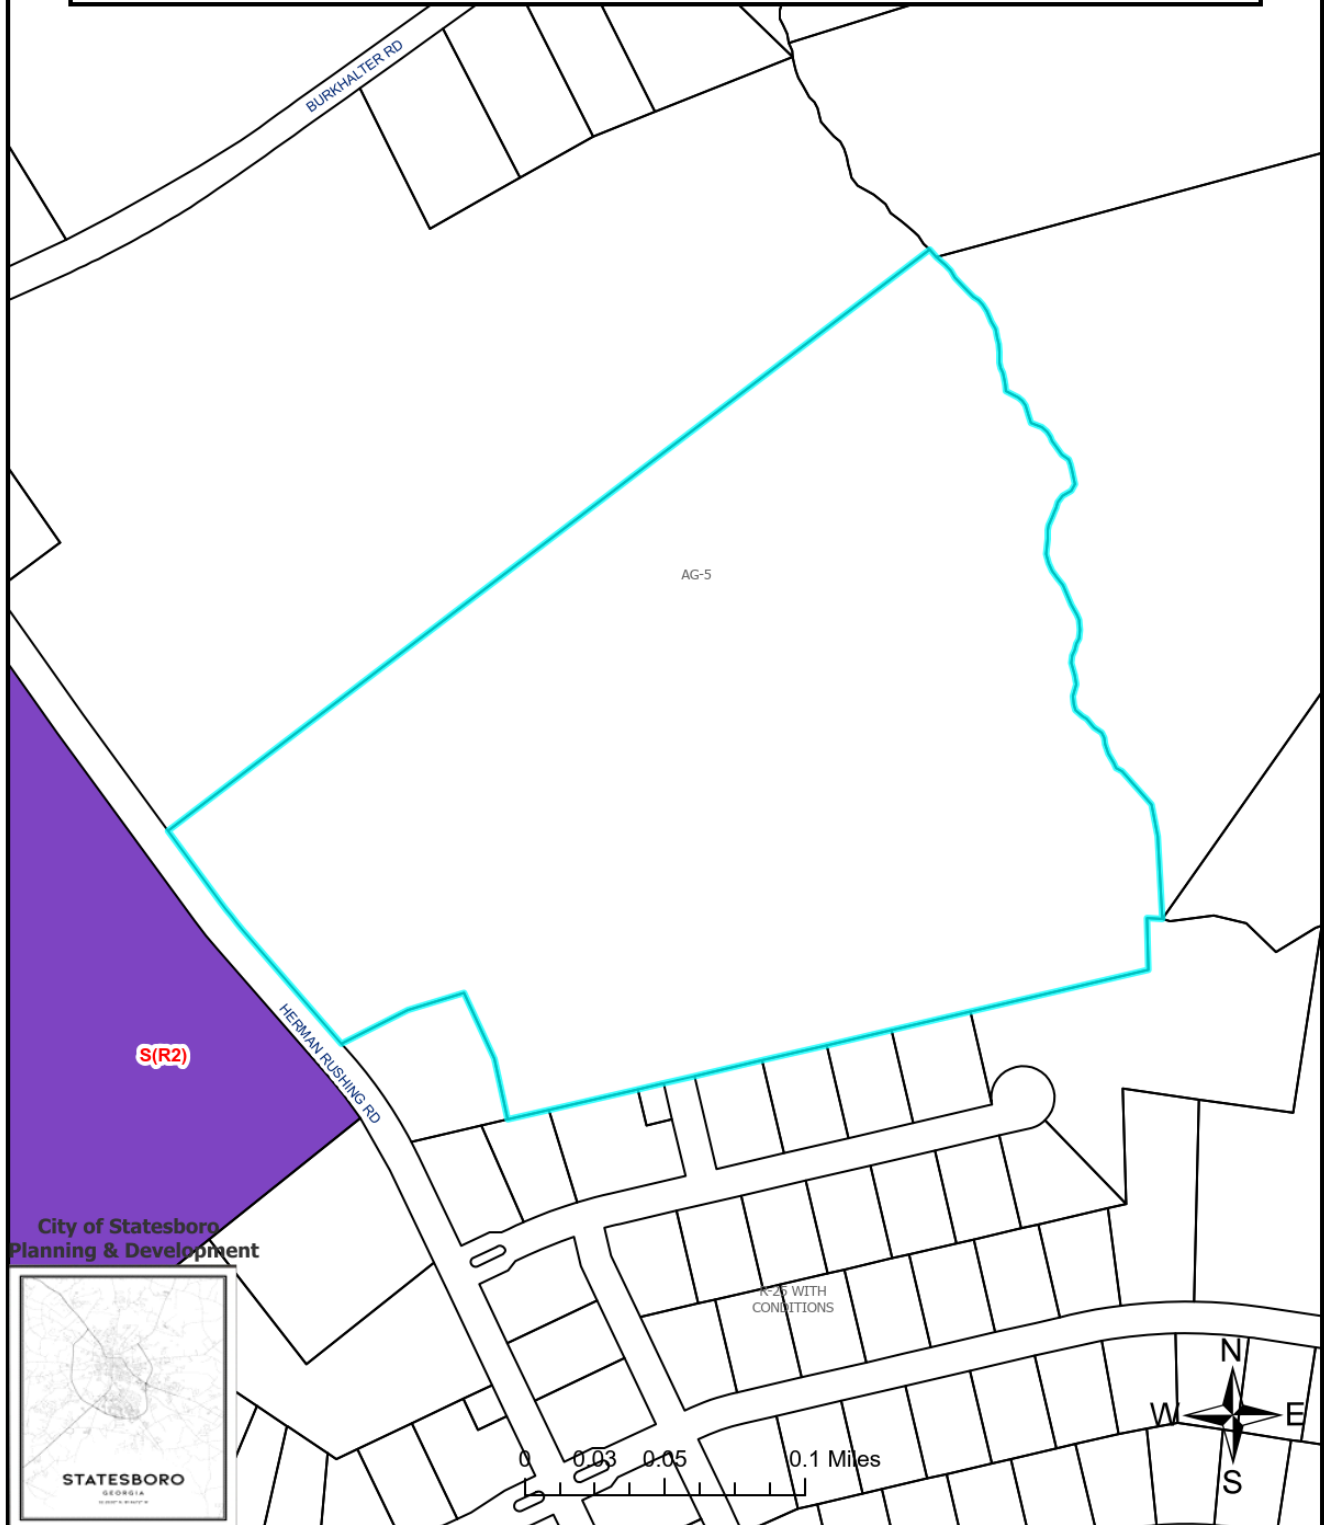 BURKHALTER RD
AG-5
HERMAN RUSHING RD
S(R2)
City of Statesboro
Planning & Development
R-25 WITH
CONDITIONS
N
W E
S
0 0.03 0.05 0.1 Miles
STATESBORO
GEORGIA